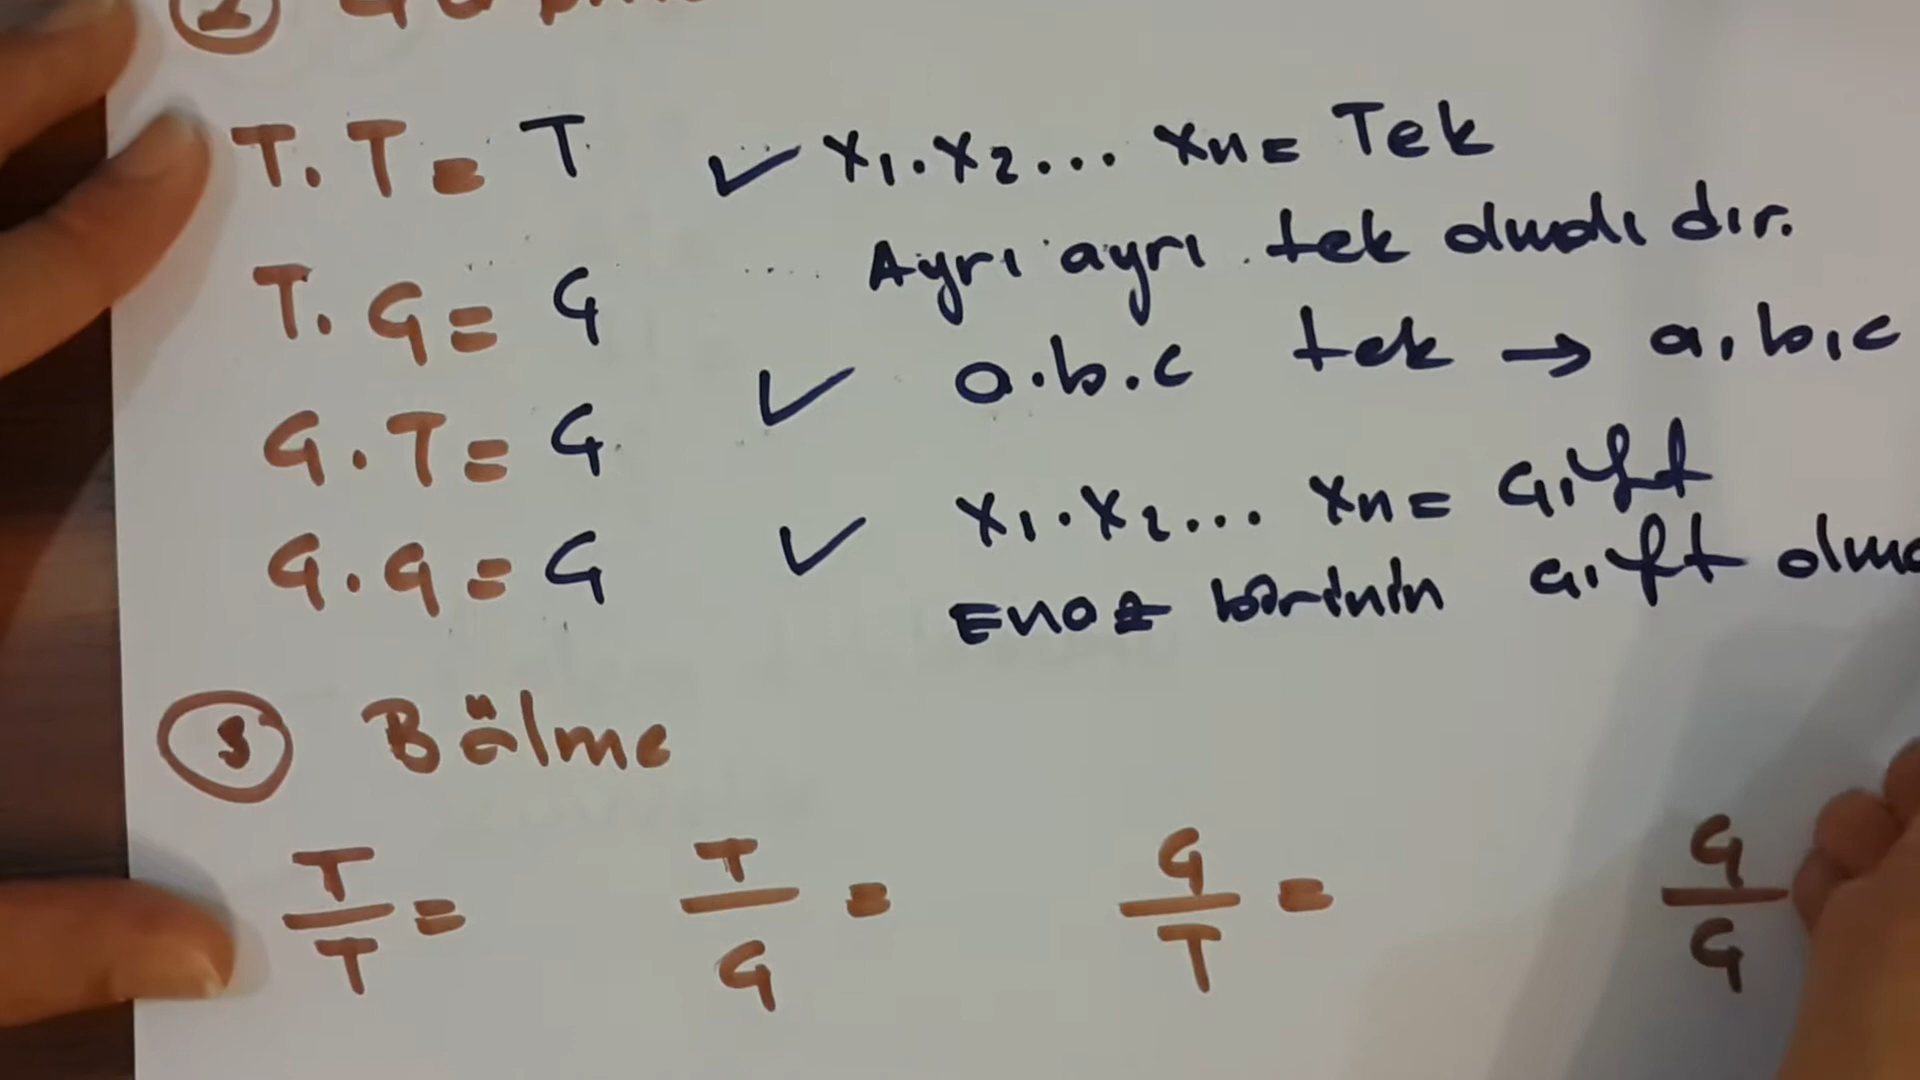 2
T. T = T ✓ x₁.x₂... xn = Tek
Ayrı ayrı tek olmalıdır.
T. Ç = Ç
✓ a.b.c tek → a, b, c
Ç . T = Ç
✓ x₁.x₂... xn = Çift
Ç . Ç = Ç
En az birinin çift
3 Bölme
T/T = T/Ç = Ç/T = Ç/Ç